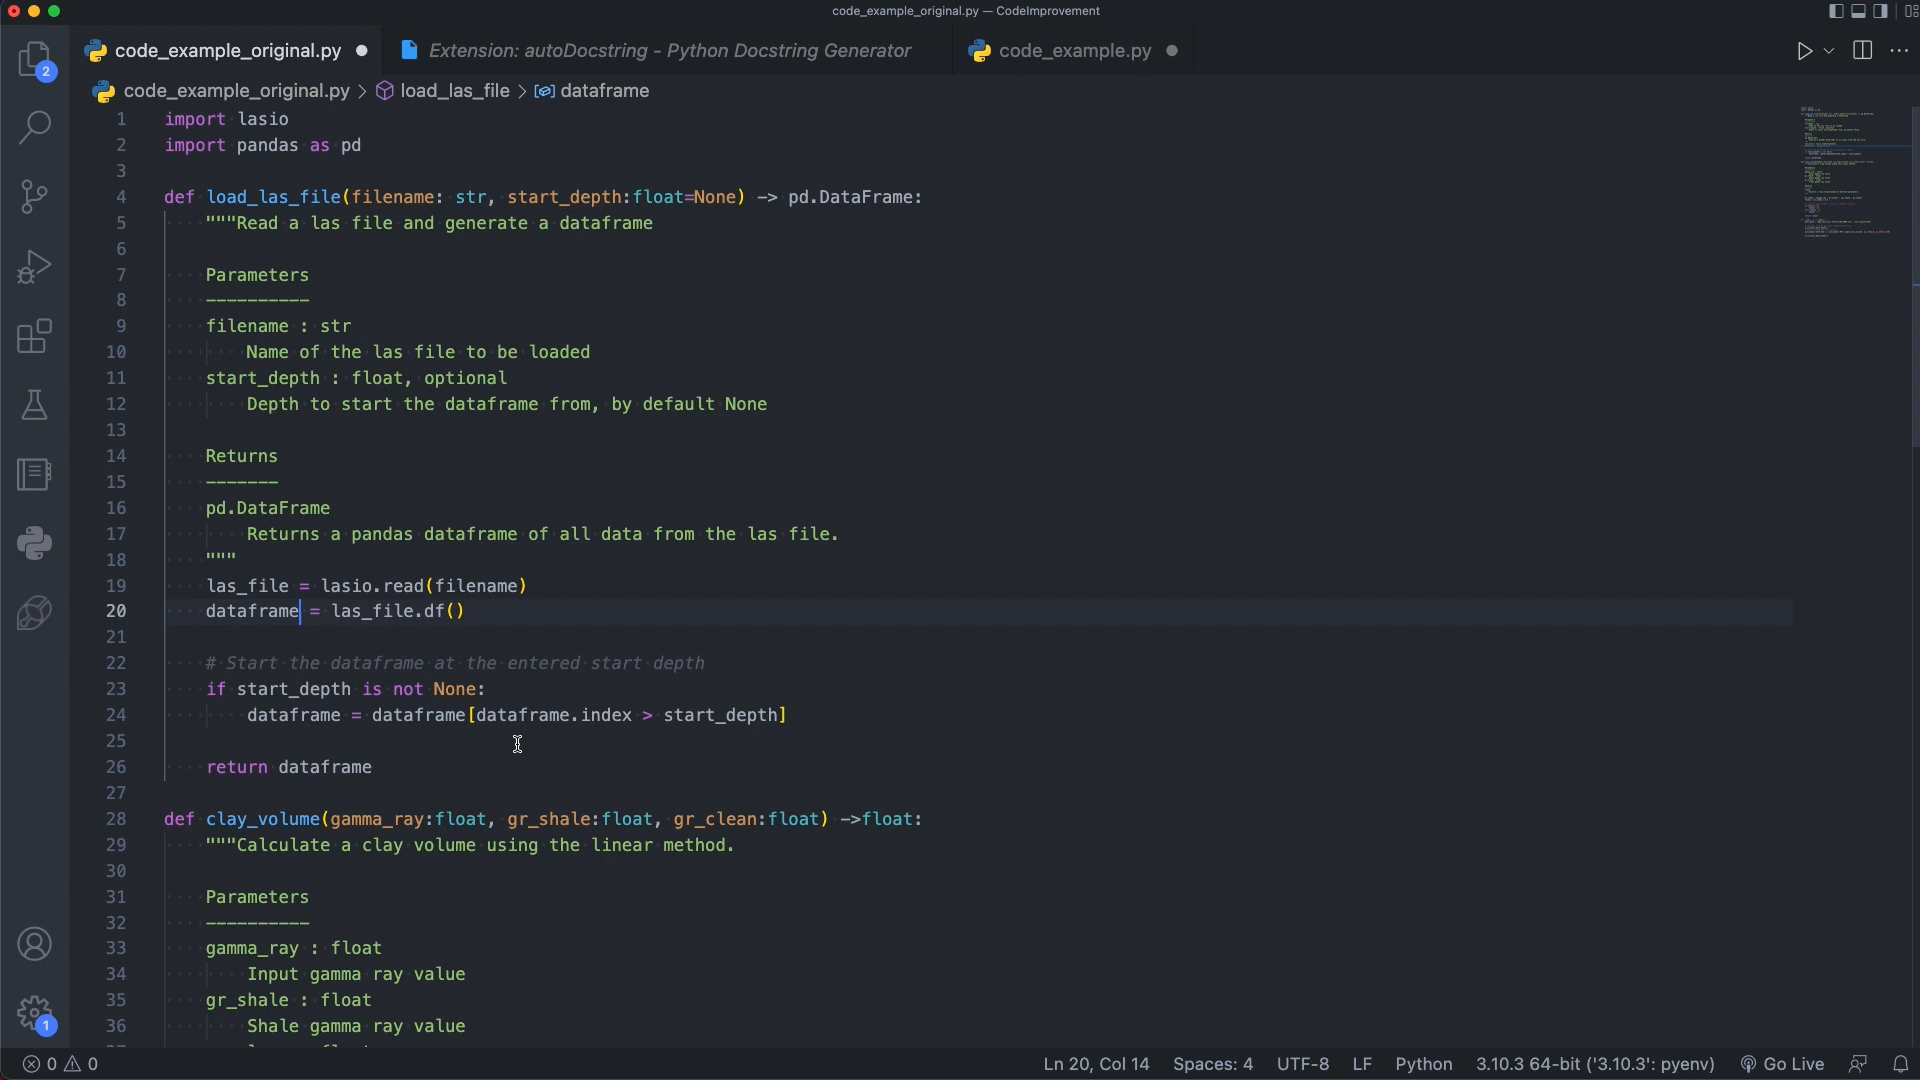 code_example_original.py — CodeImprovement
code_example_original.py ● Extension: autoDocstring - Python Docstring Generator code_example.py ●
2
code_example_original.py > load_las_file > dataframe
1 import lasio
2 import pandas as pd
3
4 def load_las_file(filename: str, start_depth:float=None) -> pd.DataFrame:
5 """Read a las file and generate a dataframe
6
7 Parameters
8 ----------
9 filename : str
10 Name of the las file to be loaded
11 start_depth : float, optional
12 Depth to start the dataframe from, by default None
13
14 Returns
15 -------
16 pd.DataFrame
17 Returns a pandas dataframe of all data from the las file.
18 """
19 las_file = lasio.read(filename)
20 dataframe = las_file.df()
21
22 # Start the dataframe at the entered start depth
23 if start_depth is not None:
24 dataframe = dataframe[dataframe.index > start_depth]
25
26 return dataframe
27
28 def clay_volume(gamma_ray:float, gr_shale:float, gr_clean:float) ->float:
29 """Calculate a clay volume using the linear method.
30
31 Parameters
32 ----------
33 gamma_ray : float
34 Input gamma ray value
35 gr_shale : float
36 Shale gamma ray value
1
0 0 Ln 20, Col 14 Spaces: 4 UTF-8 LF Python 3.10.3 64-bit ('3.10.3': pyenv) Go Live